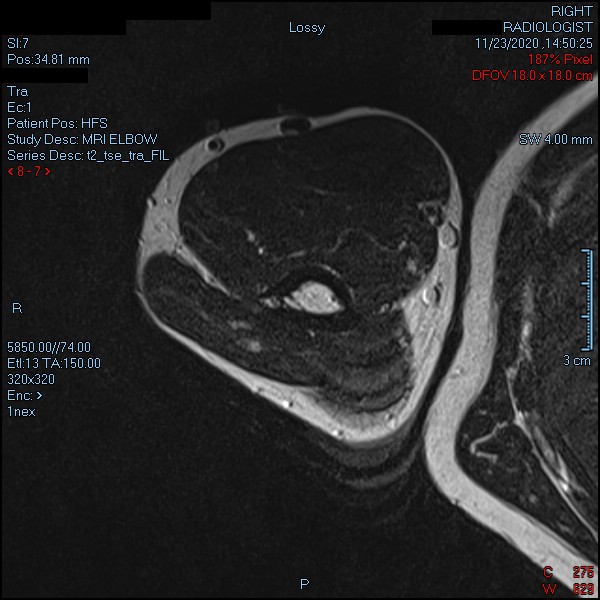 Lossy
SI:7
Pos:34.81 mm
Tra
Ec:1
Patient Pos: HFS
Study Desc: MRI ELBOW
Series Desc: t2_tse_tra_FIL
< 8 - 7 >
RIGHT
RADIOLOGIST
11/23/2020 ,14:50:25
187% Pixel
DFOV 18.0 x 18.0 cm
SW 4.00 mm
R
3 cm
5850.00//74.00
Etl:13 TA:150.00
320x320
Enc: >
1nex
P
C 275
W 629